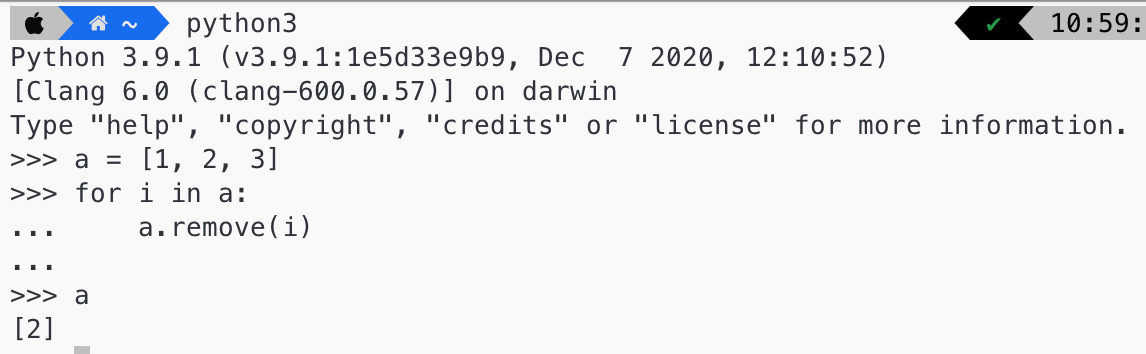 ~ python3 ✔ 10:59:
Python 3.9.1 (v3.9.1:1e5d33e9b9, Dec  7 2020, 12:10:52)
[Clang 6.0 (clang-600.0.57)] on darwin
Type "help", "copyright", "credits" or "license" for more information.
>>> a = [1, 2, 3]
>>> for i in a:
...     a.remove(i)
...
>>> a
[2]